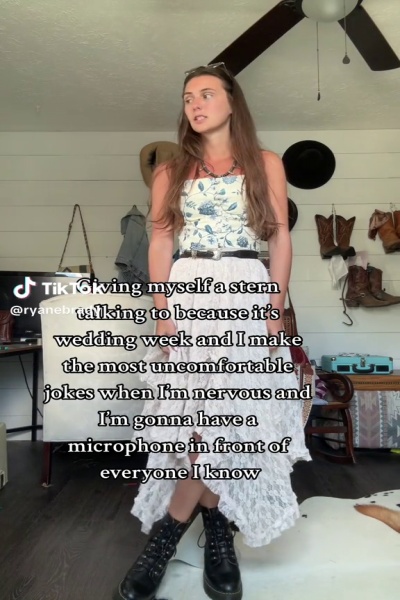 TikTok
@ryanebragg
Giving myself a stern
talking to because it's
wedding week and I make
the most uncomfortable
jokes when I'm nervous and
I'm gonna have a
microphone in front of
everyone I know